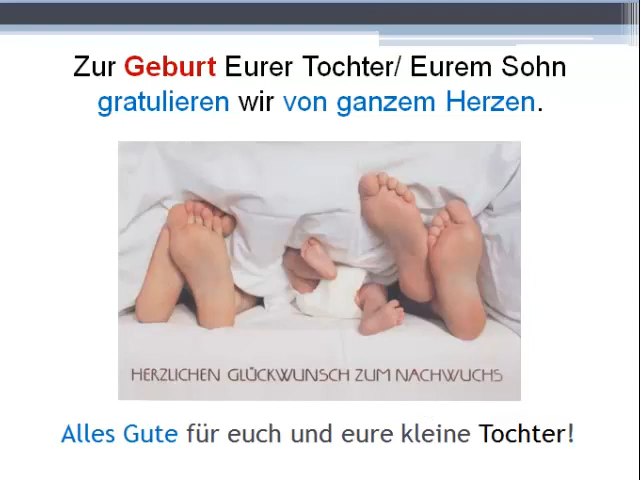 Zur Geburt Eurer Tochter/ Eurem Sohn
gratulieren wir von ganzem Herzen.
HERZLICHEN GLÜCKWUNSCH ZUM NACHWUCHS
Alles Gute für euch und eure kleine Tochter!